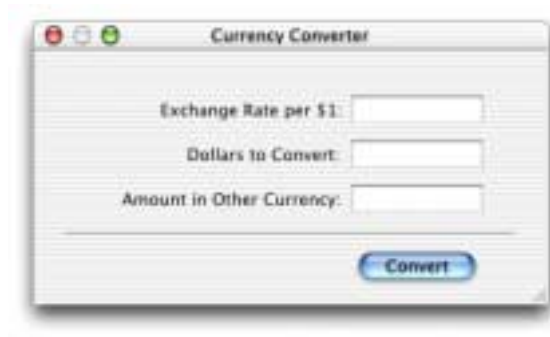 Currency Converter
Exchange Rate per $1:
Dollars to Convert:
Amount in Other Currency:
Convert